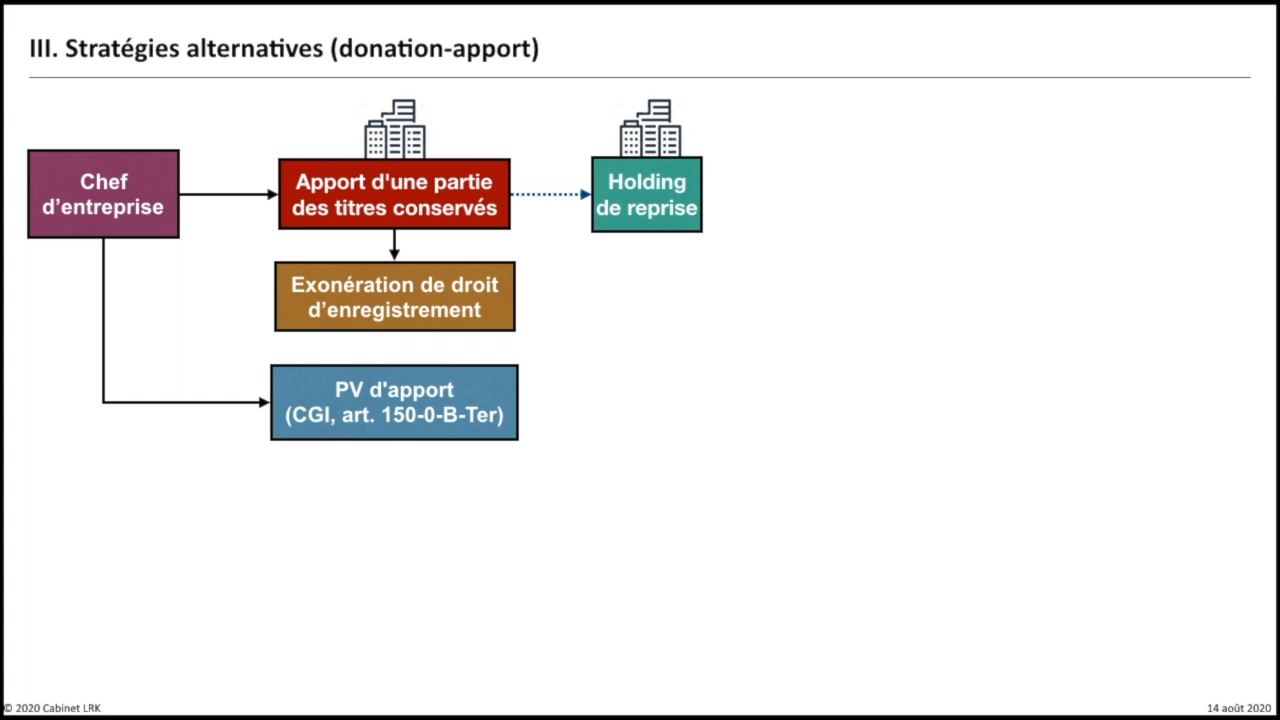 III. Stratégies alternatives (donation-apport)
Chef
d’entreprise
Apport d'une partie
des titres conservés
Holding
de reprise
Exonération de droit
d’enregistrement
PV d'apport
(CGI, art. 150-0-B-Ter)
© 2020 Cabinet LRK
14 août 2020